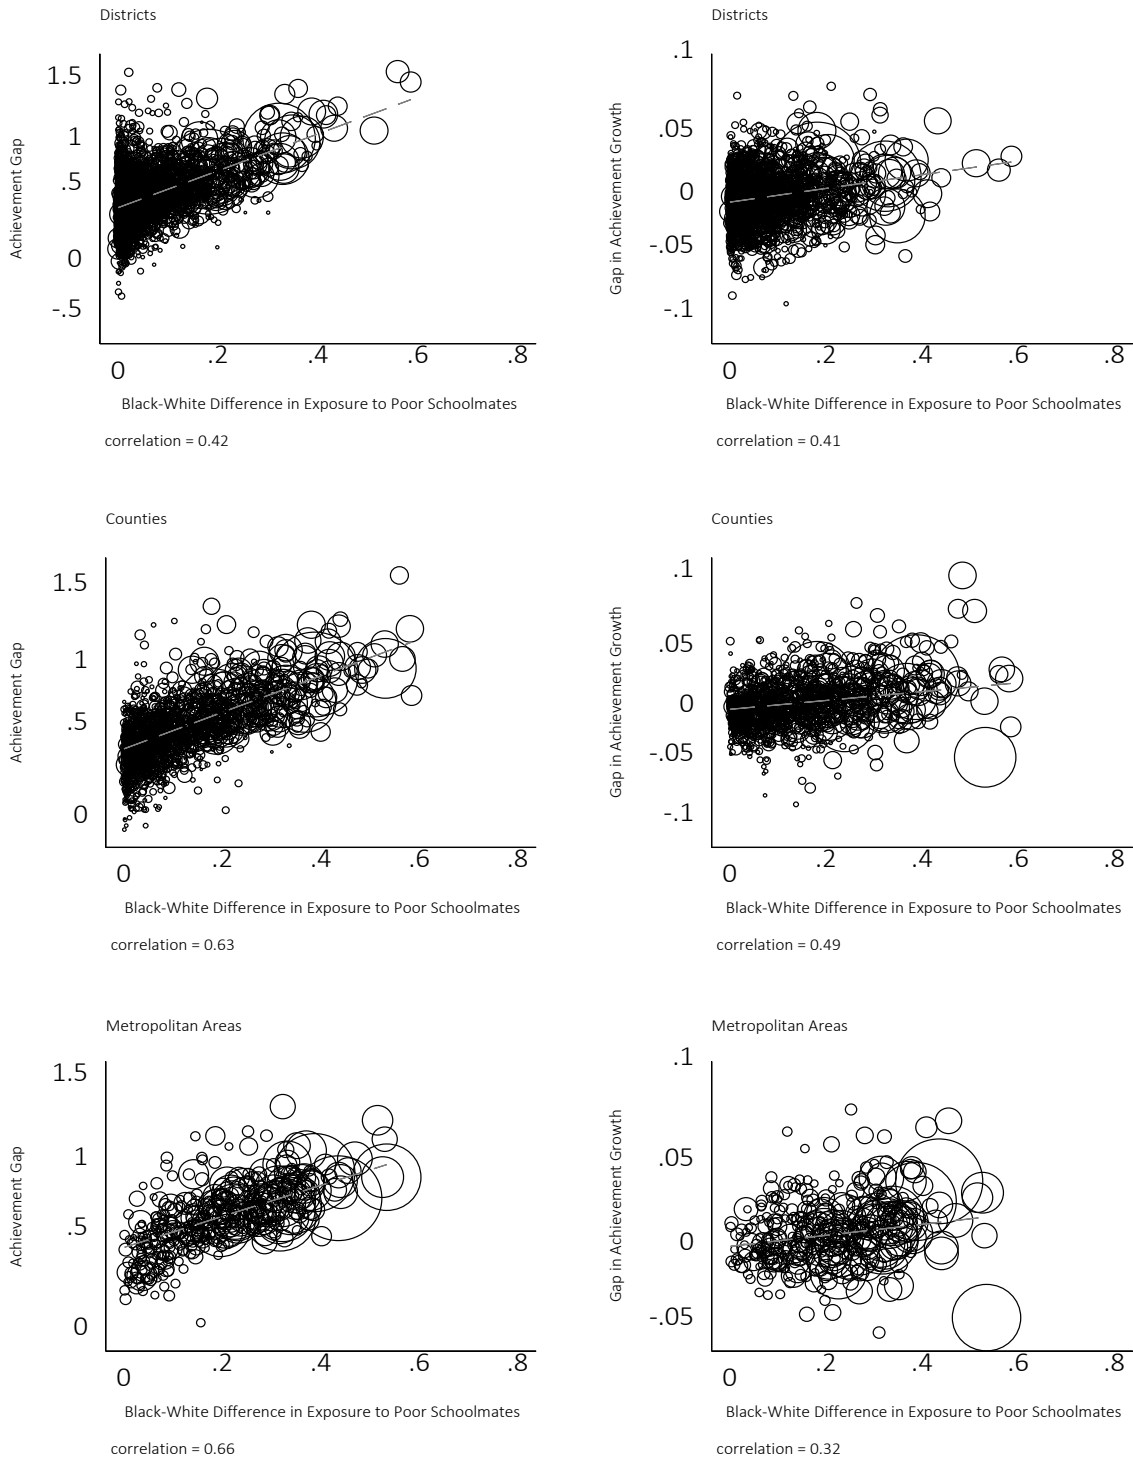 Districts
Achievement Gap
1.5
1
.5
0
-.5
0
.2
.4
.6
.8
Black-White Difference in Exposure to Poor Schoolmates
correlation = 0.42
Districts
Gap in Achievement Growth
.1
.05
0
-.05
-.1
0
.2
.4
.6
.8
Black-White Difference in Exposure to Poor Schoolmates
correlation = 0.41
Counties
Achievement Gap
1.5
1
.5
0
0
.2
.4
.6
.8
Black-White Difference in Exposure to Poor Schoolmates
correlation = 0.63
Counties
Gap in Achievement Growth
.1
.05
0
-.05
-.1
0
.2
.4
.6
.8
Black-White Difference in Exposure to Poor Schoolmates
correlation = 0.49
Metropolitan Areas
Achievement Gap
1.5
1
.5
0
0
.2
.4
.6
.8
Black-White Difference in Exposure to Poor Schoolmates
correlation = 0.66
Metropolitan Areas
Gap in Achievement Growth
.1
.05
0
-.05
0
.2
.4
.6
.8
Black-White Difference in Exposure to Poor Schoolmates
correlation = 0.32